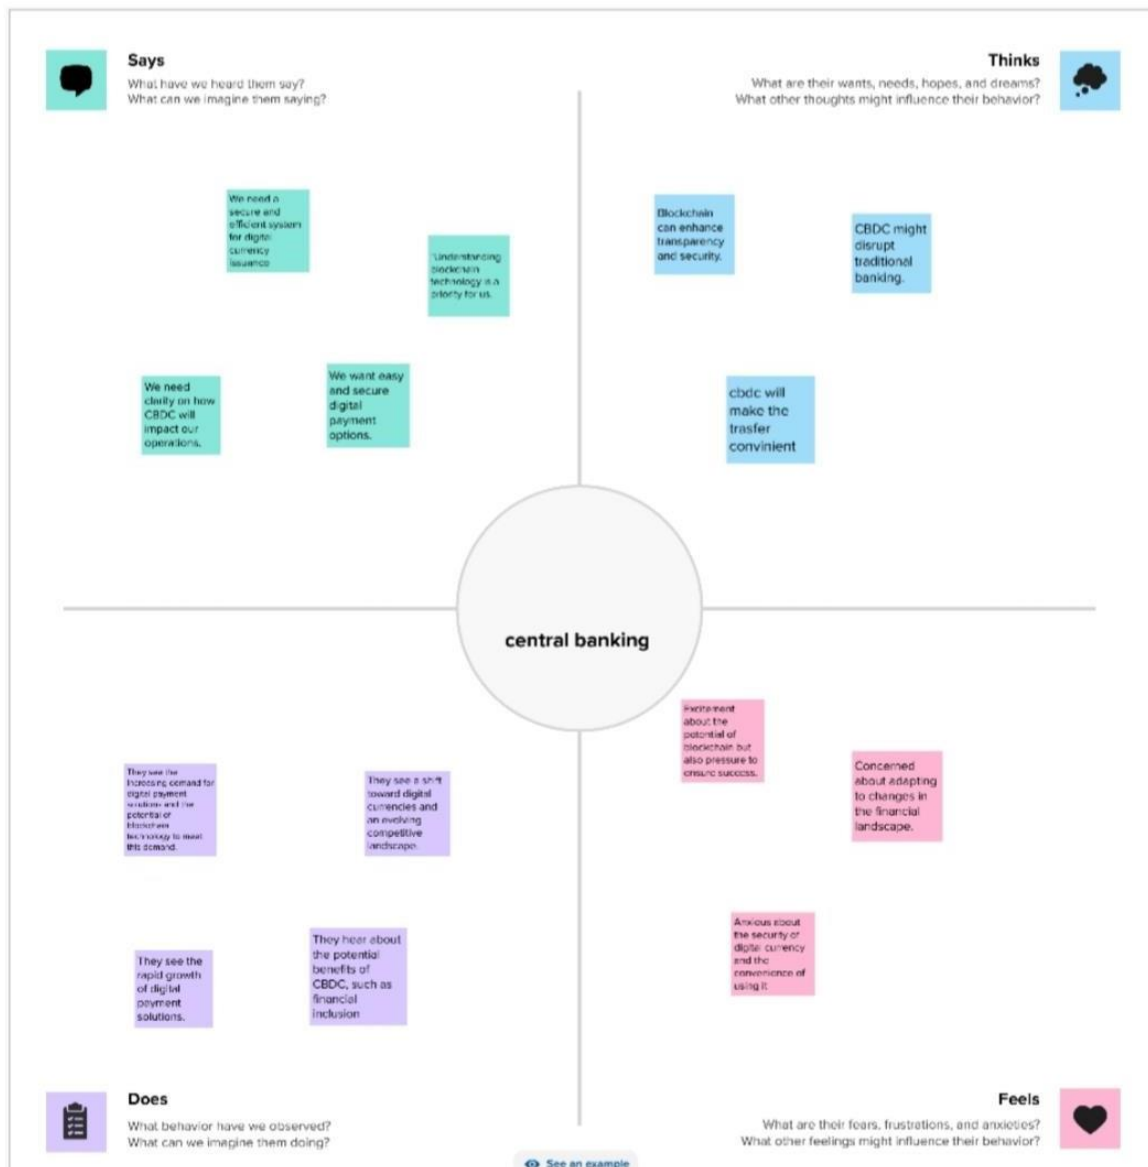 Says
What have we heard them say?
What can we imagine them saying?
Thinks
What are their wants, needs, hopes, and dreams?
What other thoughts might influence their behavior?
We need a
secure and
efficient system
for digital
currency
issuance
"Understanding
blockchain
technology is a
priority for us.
We need
clarity on how
CBDC will
impact our
operations.
We want easy
and secure
digital
payment
options.
Blockchain
can enhance
transparency
and security.
CBDC might
disrupt
traditional
banking.
cbdc will
make the
trasfer
convinient
central banking
They see the
increasing demand for
digital payment
solutions and the
potential of
blockchain
technology to meet
this demand.
They see a shift
toward digital
currencies and
an evolving
competitive
landscape.
They see the
rapid growth
of digital
payment
solutions.
They hear about
the potential
benefits of
CBDC, such as
financial
inclusion
Excitement
about the
potential of
blockchain but
also pressure to
ensure success.
Concerned
about adapting
to changes in
the financial
landscape.
Anxious about
the security of
digital currency
and the
convenience of
using it
Does
What behavior have we observed?
What can we imagine them doing?
Feels
What are their fears, frustrations, and anxieties?
What other feelings might influence their behavior?
See an example